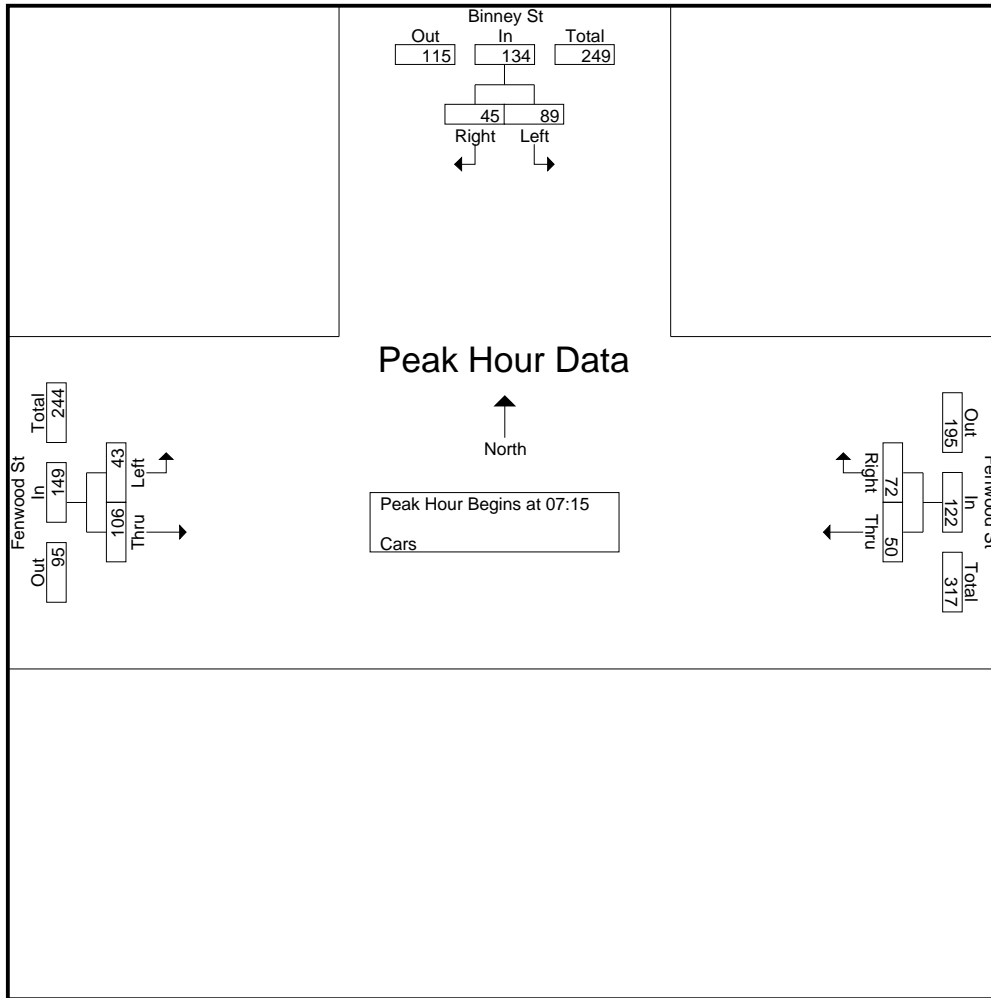 Binney St
Out In Total
115 134 249
45 89
Right Left
Peak Hour Data
North
Peak Hour Begins at 07:15
Cars
Fenwood St
Total In Out
244 149 95
43 106
Left Thru
Fenwood St
Out In Total
195 122 317
72 50
Right Thru